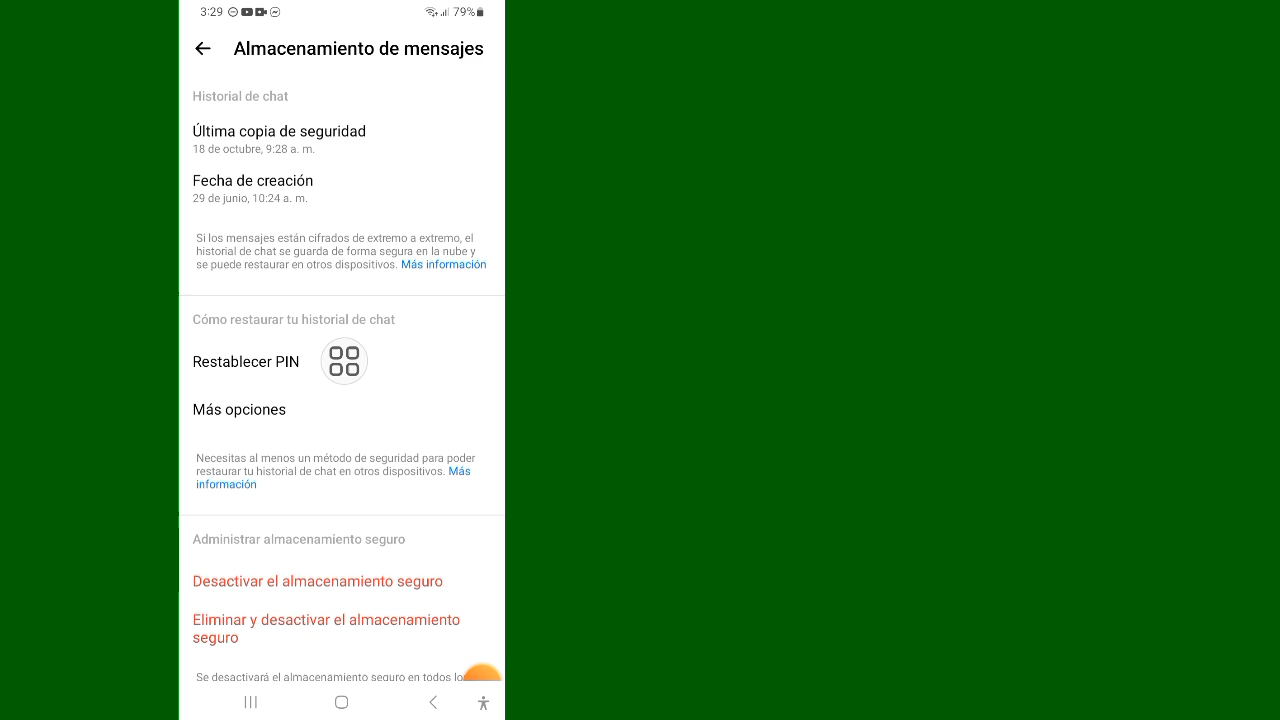 3:29
79%
Almacenamiento de mensajes
Historial de chat
Última copia de seguridad
18 de octubre, 9:28 a. m.
Fecha de creación
29 de junio, 10:24 a. m.
Si los mensajes están cifrados de extremo a extremo, el
historial de chat se guarda de forma segura en la nube y
se puede restaurar en otros dispositivos. Más información
Cómo restaurar tu historial de chat
Restablecer PIN
Más opciones
Necesitas al menos un método de seguridad para poder
restaurar tu historial de chat en otros dispositivos. Más
información
Administrar almacenamiento seguro
Desactivar el almacenamiento seguro
Eliminar y desactivar el almacenamiento
seguro
Se desactivará el almacenamiento seguro en todos